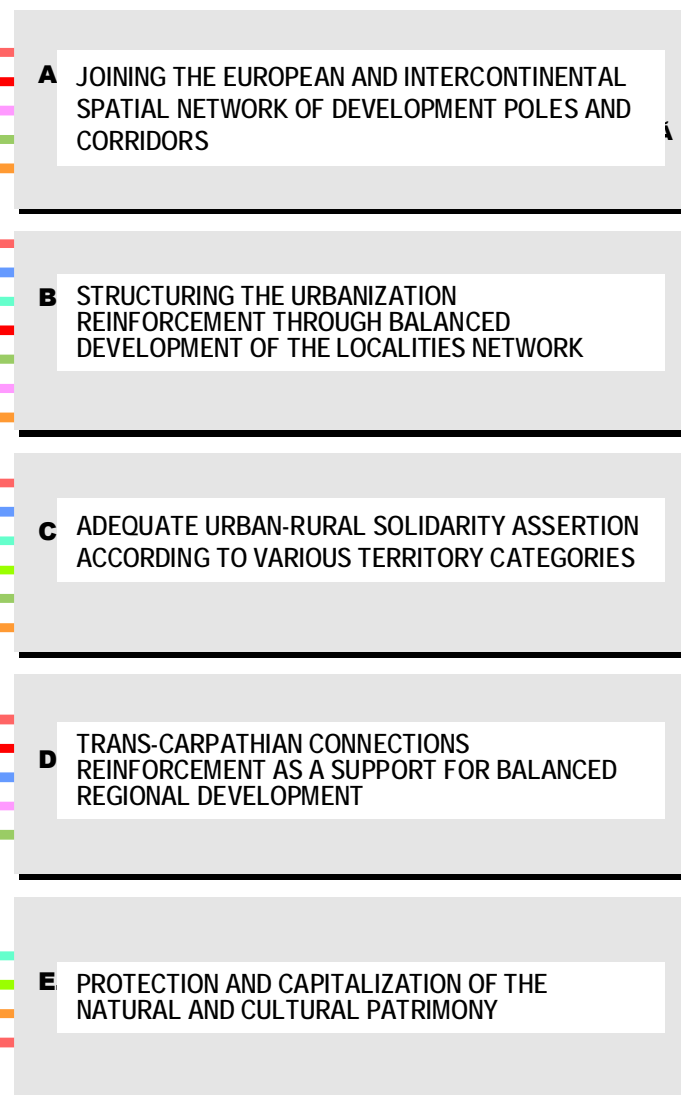 A JOINING THE EUROPEAN AND INTERCONTINENTAL
SPATIAL NETWORK OF DEVELOPMENT POLES AND
CORRIDORS
B STRUCTURING THE URBANIZATION
REINFORCEMENT THROUGH BALANCED
DEVELOPMENT OF THE LOCALITIES NETWORK
C ADEQUATE URBAN-RURAL SOLIDARITY ASSERTION
ACCORDING TO VARIOUS TERRITORY CATEGORIES
D TRANS-CARPATHIAN CONNECTIONS
REINFORCEMENT AS A SUPPORT FOR BALANCED
REGIONAL DEVELOPMENT
E. PROTECTION AND CAPITALIZATION OF THE
NATURAL AND CULTURAL PATRIMONY